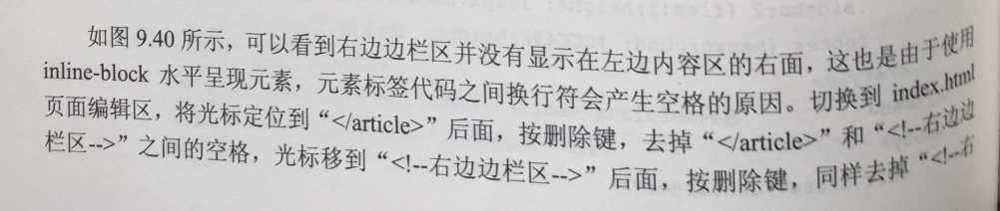 如图 9.40 所示，可以看到右边边栏区并没有显示在左边内容区的右面，这也是由于使用
inline-block 水平呈现元素，元素标签代码之间换行符会产生空格的原因。切换到 index.html
页面编辑区，将光标定位到“</article>”后面，按删除键，去掉“</article>”和“<!--右边边
栏区-->”之间的空格，光标移到“<!--右边边栏区-->”后面，按删除键，同样去掉“<!--右